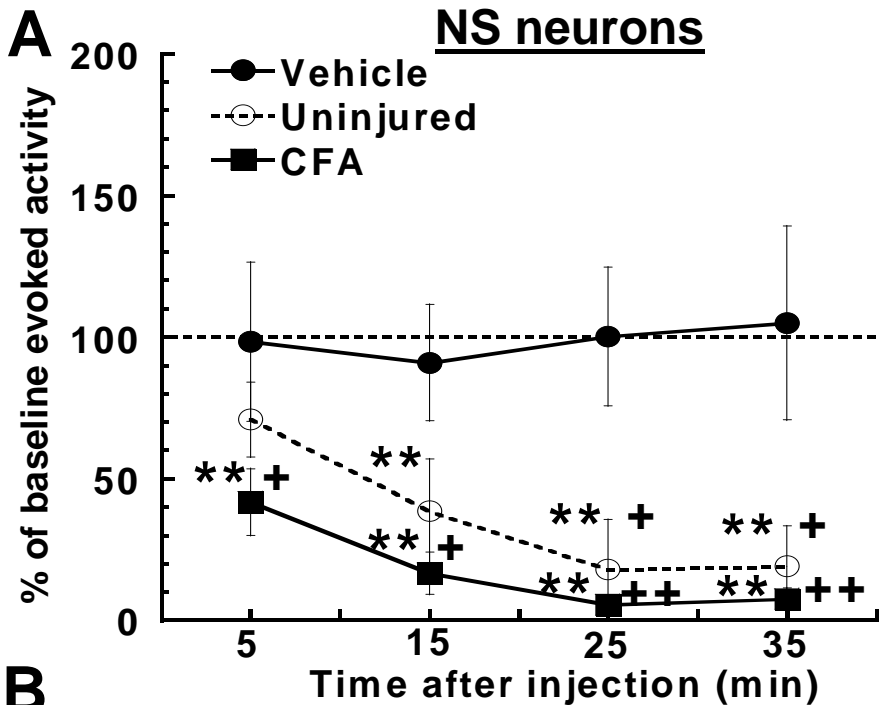 A
NS neurons
200
150
100
50
0
% of baseline evoked activity
Vehicle
Uninjured
CFA
** +
**
** +
** +
** ++
** +
** ++
5 15 25 35
Time after injection (min)
B